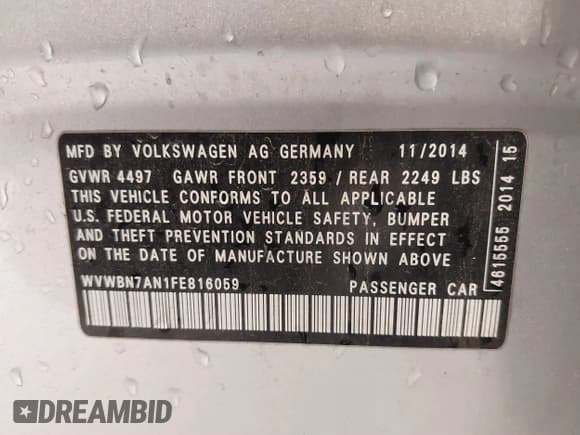 MFD BY VOLKSWAGEN AG GERMANY 11/2014
GVWR 4497 GAWR FRONT 2359 / REAR 2249 LBS
THIS VEHICLE CONFORMS TO ALL APPLICABLE
U.S. FEDERAL MOTOR VEHICLE SAFETY, BUMPER
AND THEFT PREVENTION STANDARDS IN EFFECT
ON THE DATE OF MANUFACTURE SHOWN ABOVE
WVWBN7AN1FE816059 PASSENGER CAR
4615555 2014 15
DREAMBID